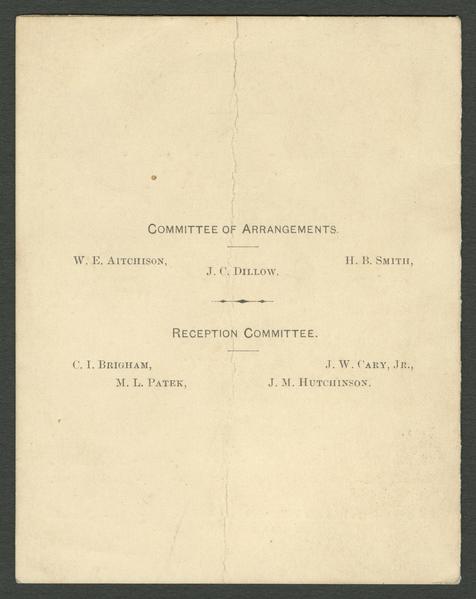 COMMITTEE OF ARRANGEMENTS.
W. E. AITCHISON, H. B. SMITH,
J. C. DILLOW.
RECEPTION COMMITTEE.
C. I. BRIGHAM, J. W. CARY, JR.,
M. L. PATEK, J. M. HUTCHINSON.